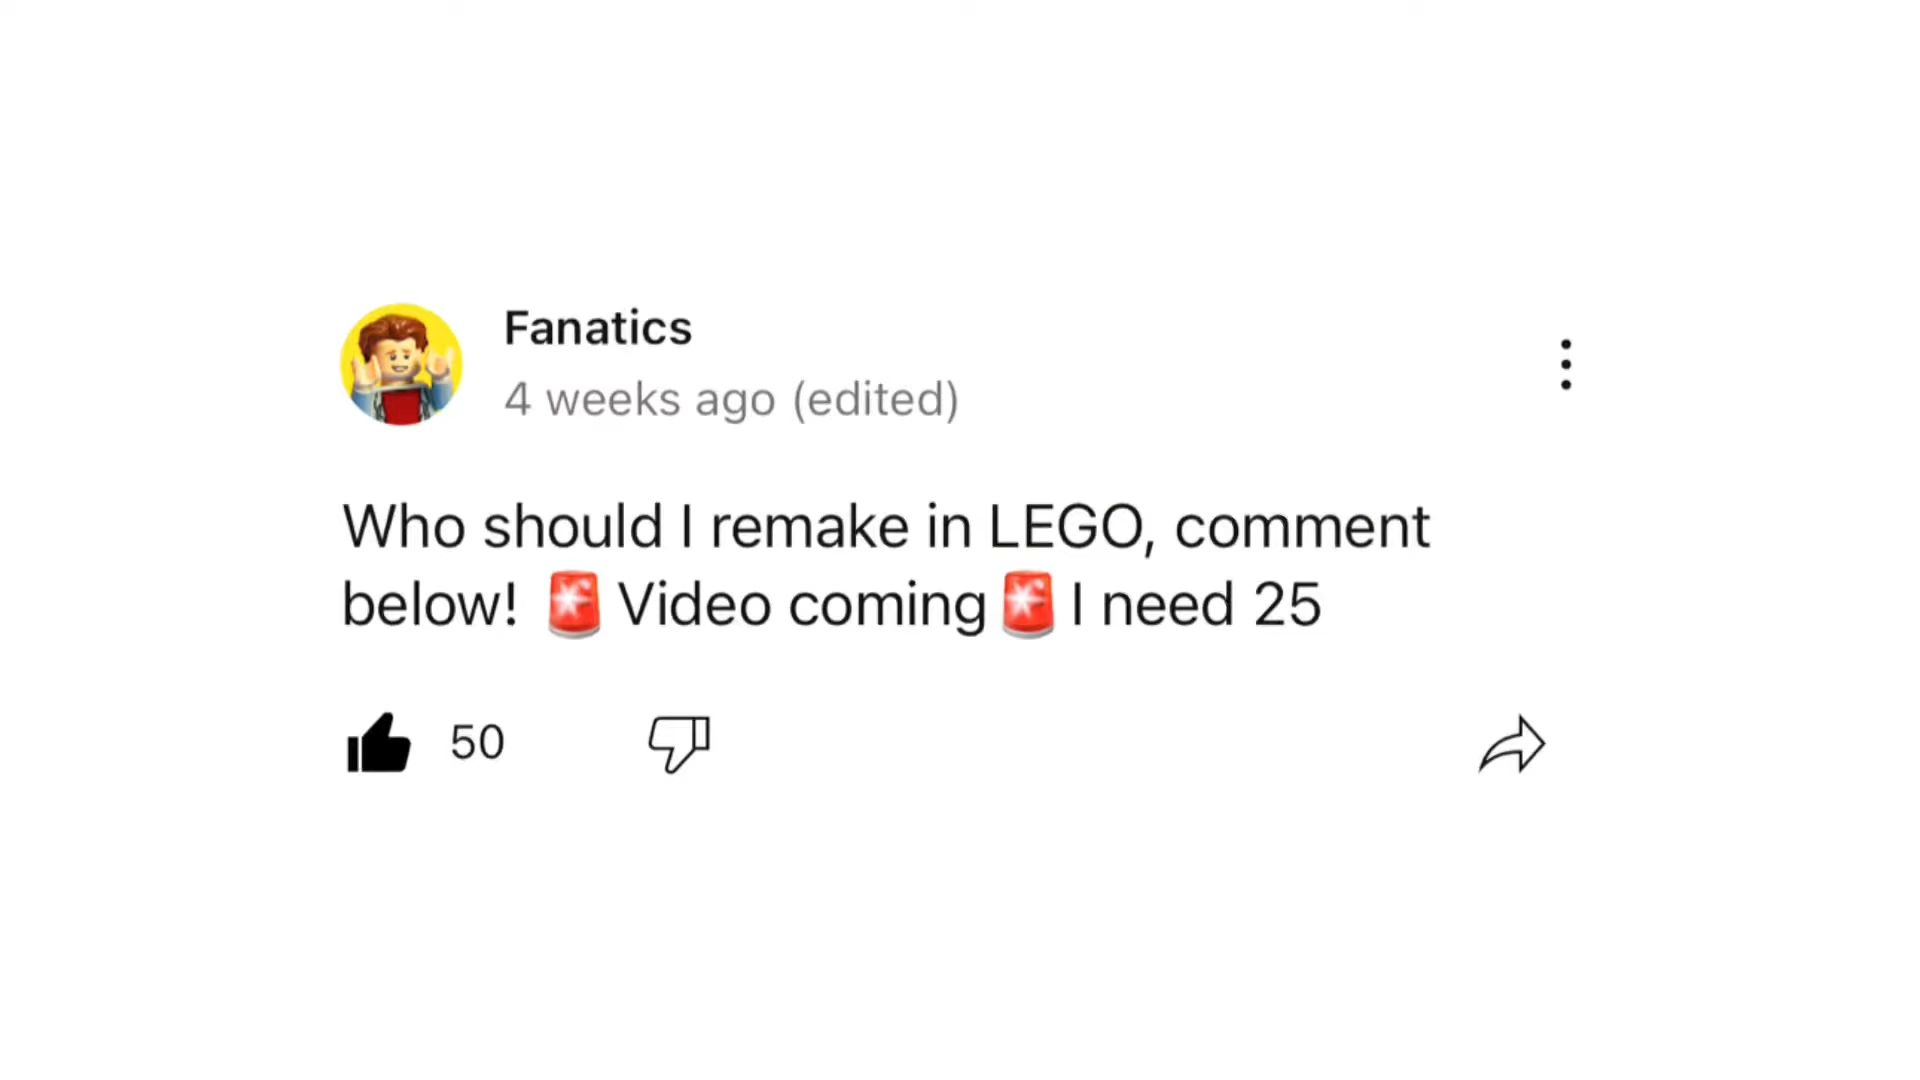 Fanatics
4 weeks ago (edited)
Who should I remake in LEGO, comment
below! 🚨 Video coming 🚨 I need 25
50